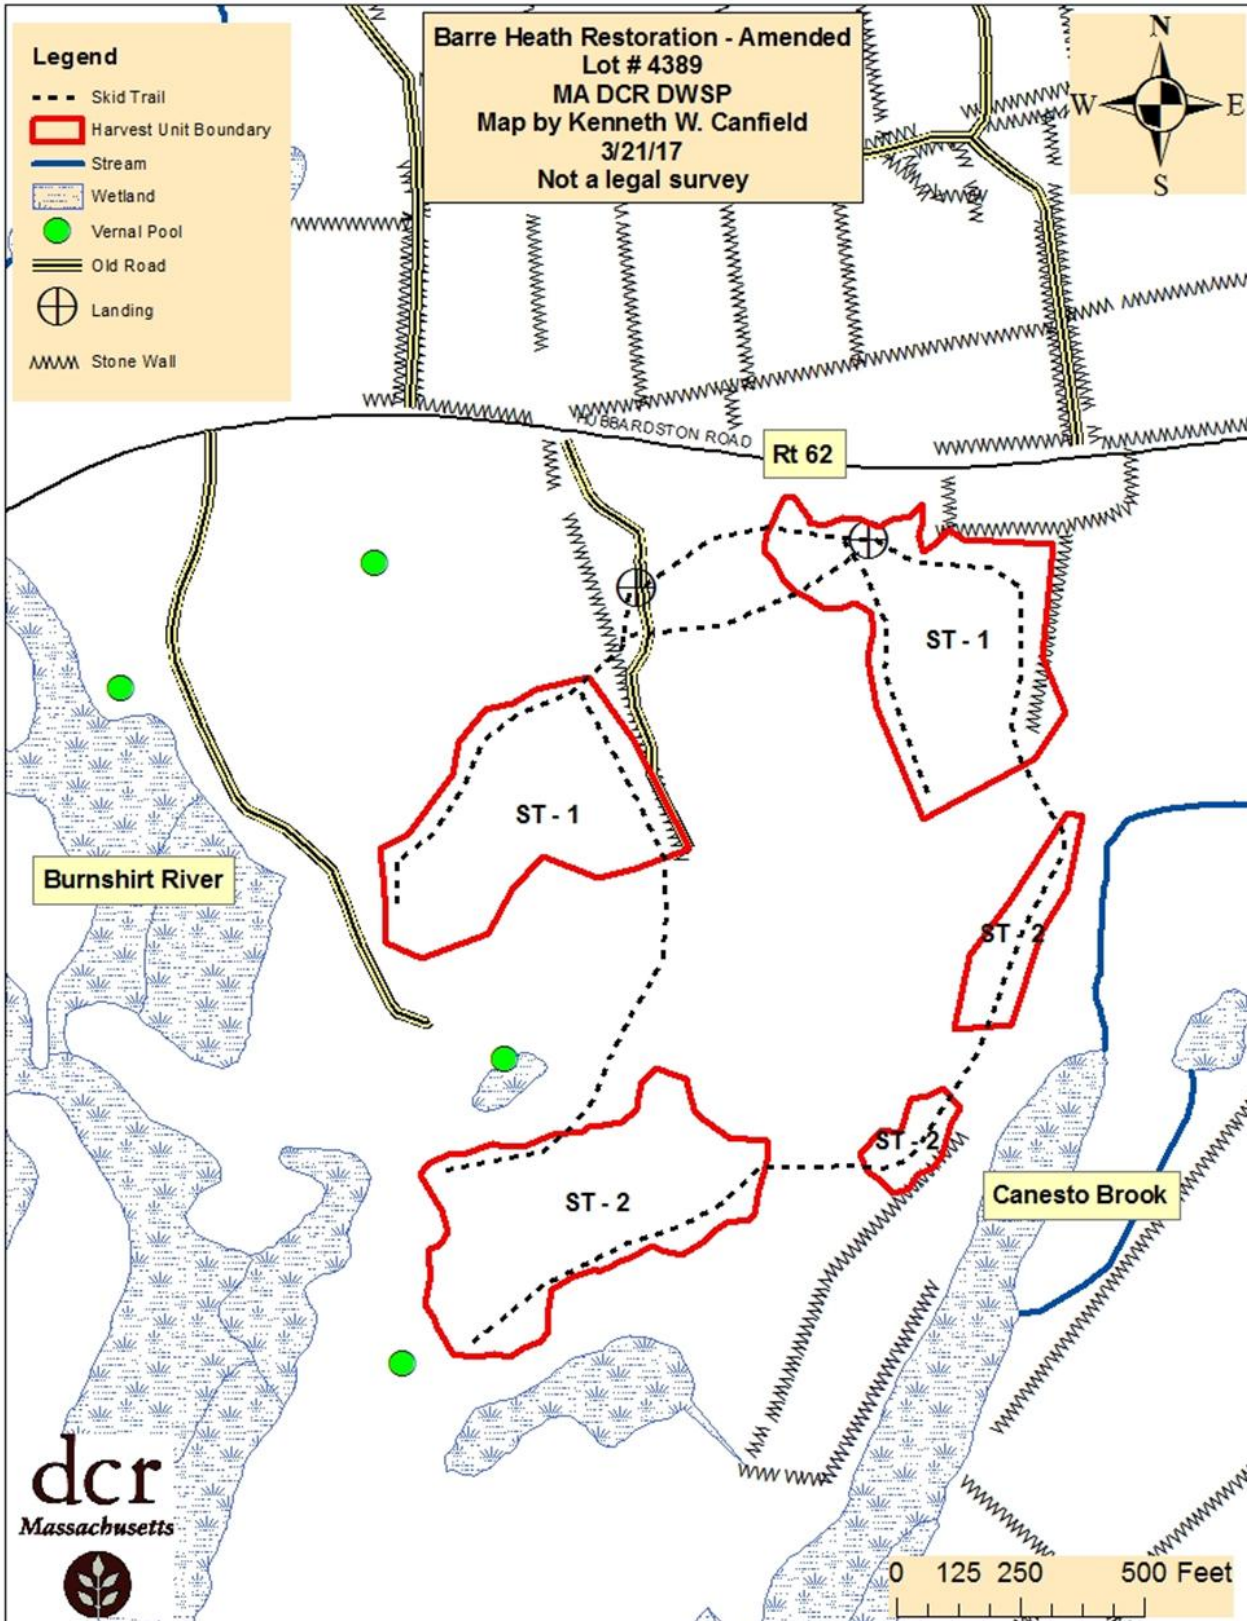 Barre Heath Restoration - Amended
Lot # 4389
MA DCR DWSP
Map by Kenneth W. Canfield
3/21/17
Not a legal survey
Legend
Skid Trail
Harvest Unit Boundary
Stream
Wetland
Vernal Pool
Old Road
Landing
Stone Wall
N
W
E
S
HUBBARDSTON ROAD
Rt 62
ST - 1
ST - 1
Burnshirt River
ST - 2
ST - 2
Canesto Brook
ST - 2
dcr
Massachusetts
0 125 250 500 Feet